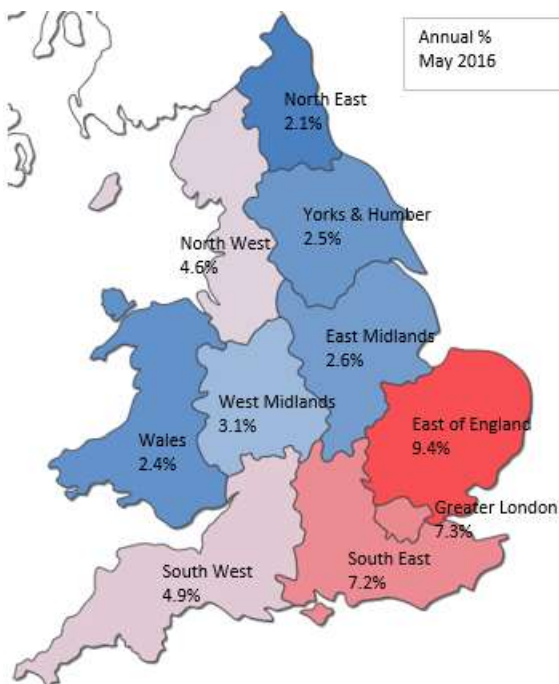 Annual %
May 2016
North East
2.1%
Yorks & Humber
2.5%
North West
4.6%
East Midlands
2.6%
West Midlands
3.1%
East of England
9.4%
Wales
2.4%
Greater London
7.3%
South East
7.2%
South West
4.9%